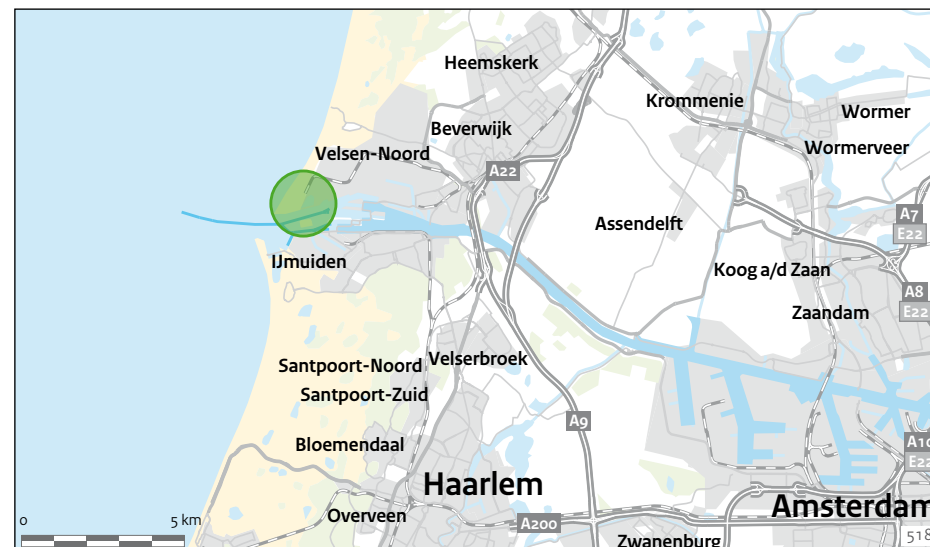 Heemskerk
Krommenie
Wormer
Beverwijk
Wormerveer
Velsen-Noord
A22
A7
E22
Assendelft
IJmuiden
Koog a/d Zaan
A8
E22
Zaandam
Santpoort-Noord
Velserbroek
Santpoort-Zuid
A9
Bloemendaal
A10
E22
Haarlem
Amsterdam
Overveen
A200
0
5 km
Zwanenburg
518